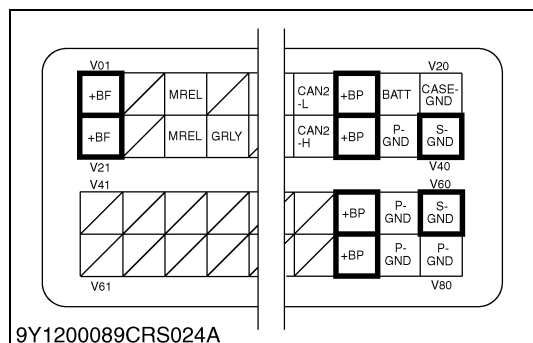 V01 V20
+BF MREL CAN2-L +BP BATT CASE-GND
+BF MREL GRLY CAN2-H +BP P-GND S-GND
V21 V40
V41 V60
+BP P-GND S-GND
+BP P-GND P-GND
V61 V80
9Y1200089CRS024A